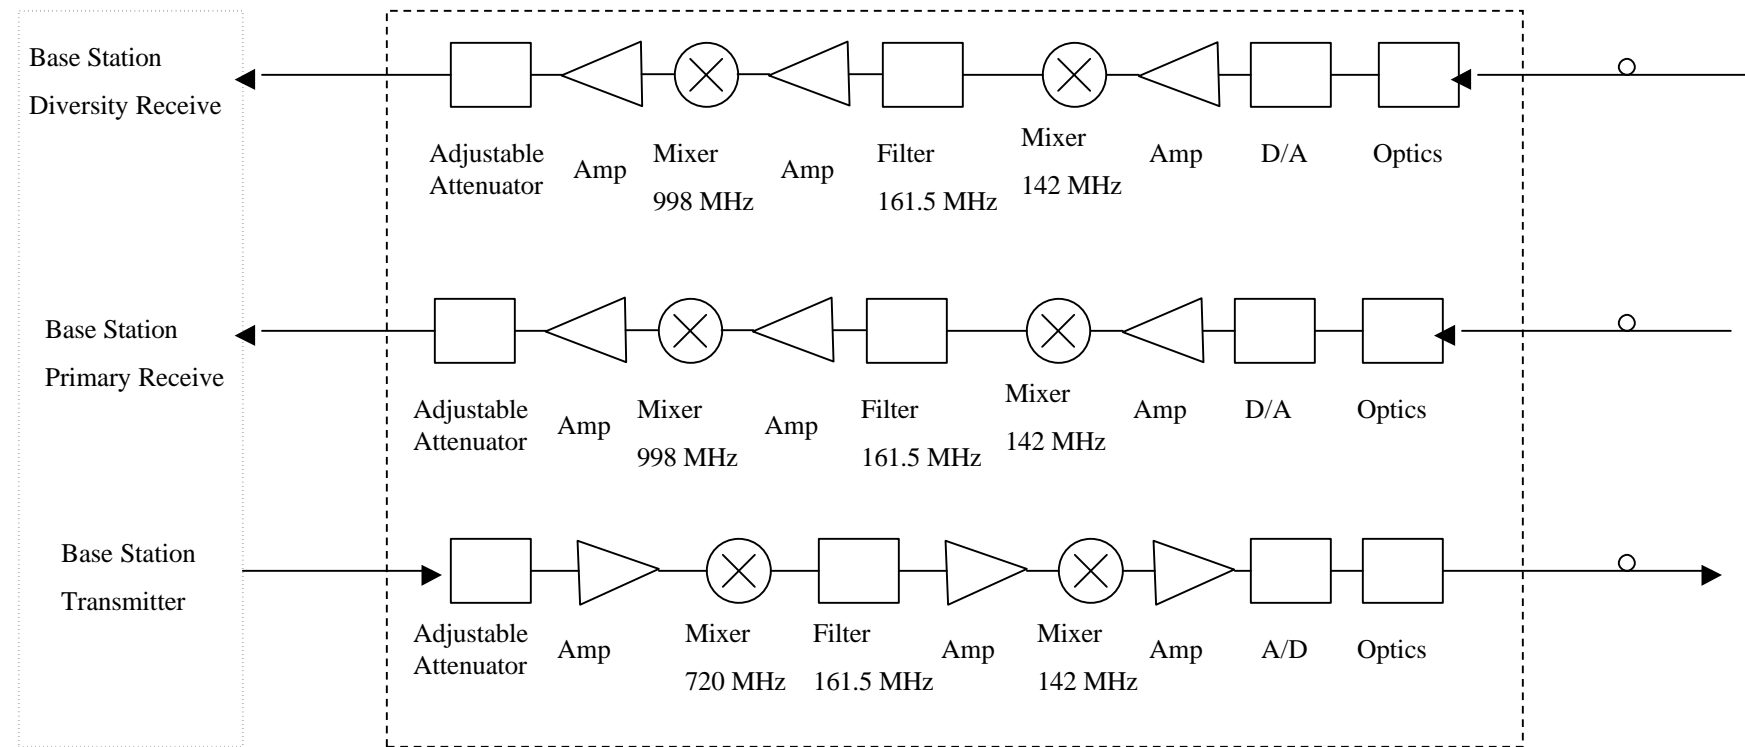 Base Station
Diversity Receive
Adjustable
Attenuator
Amp
Mixer
998 MHz
Amp
Filter
161.5 MHz
Mixer
142 MHz
Amp
D/A
Optics
Base Station
Primary Receive
Adjustable
Attenuator
Amp
Mixer
998 MHz
Amp
Filter
161.5 MHz
Mixer
142 MHz
Amp
D/A
Optics
Base Station
Transmitter
Adjustable
Attenuator
Amp
Mixer
720 MHz
Filter
161.5 MHz
Amp
Mixer
142 MHz
Amp
A/D
Optics